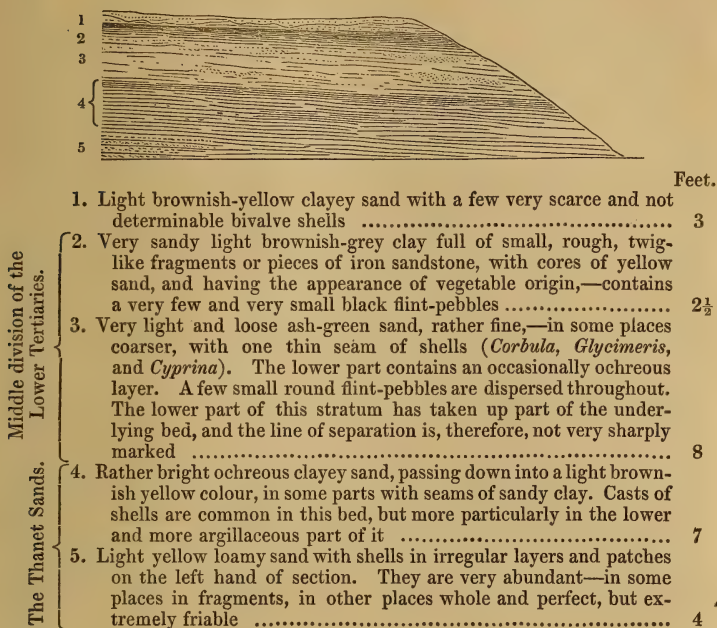 1
2
3
4
5
Feet.
1. Light brownish-yellow clayey sand with a few very scarce and not
determinable bivalve shells ........................................ 3
Middle division of the
Lower Tertiaries.
2. Very sandy light brownish-grey clay full of small, rough, twig-
like fragments or pieces of iron sandstone, with cores of yellow
sand, and having the appearance of vegetable origin,—contains
a very few and very small black flint-pebbles ..................... 2½
3. Very light and loose ash-green sand, rather fine,—in some places
coarser, with one thin seam of shells (Corbula, Glycimeris,
and Cyprina). The lower part contains an occasionally ochreous
layer. A few small round flint-pebbles are dispersed throughout.
The lower part of this stratum has taken up part of the under-
lying bed, and the line of separation is, therefore, not very sharply
marked ............................................................ 8
The Thanet Sands.
4. Rather bright ochreous clayey sand, passing down into a light brown-
ish yellow colour, in some parts with seams of sandy clay. Casts of
shells are common in this bed, but more particularly in the lower
and more argillaceous part of it .................................. 7
5. Light yellow loamy sand with shells in irregular layers and patches
on the left hand of section. They are very abundant—in some
places in fragments, in other places whole and perfect, but ex-
tremely friable ................................................... 4